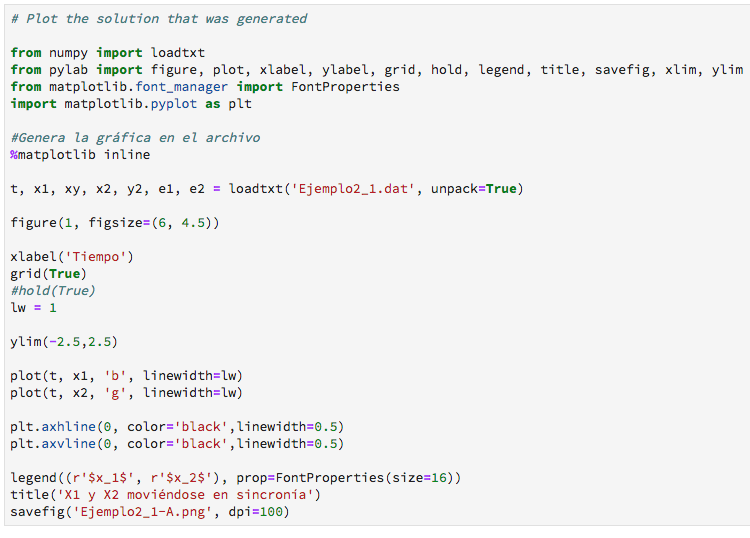 # Plot the solution that was generated
from numpy import loadtxt
from pylab import figure, plot, xlabel, ylabel, grid, hold, legend, title, savefig, xlim, ylim
from matplotlib.font_manager import FontProperties
import matplotlib.pyplot as plt
#Genera la gráfica en el archivo
%matplotlib inline
t, x1, xy, x2, y2, e1, e2 = loadtxt('Ejemplo2_1.dat', unpack=True)
figure(1, figsize=(6, 4.5))
xlabel('Tiempo')
grid(True)
#hold(True)
lw = 1
ylim(-2.5,2.5)
plot(t, x1, 'b', linewidth=lw)
plot(t, x2, 'g', linewidth=lw)
plt.axhline(0, color='black',linewidth=0.5)
plt.axvline(0, color='black',linewidth=0.5)
legend((r'$x_1$', r'$x_2$'), prop=FontProperties(size=16))
title('X1 y X2 moviéndose en sincronía')
savefig('Ejemplo2_1-A.png', dpi=100)